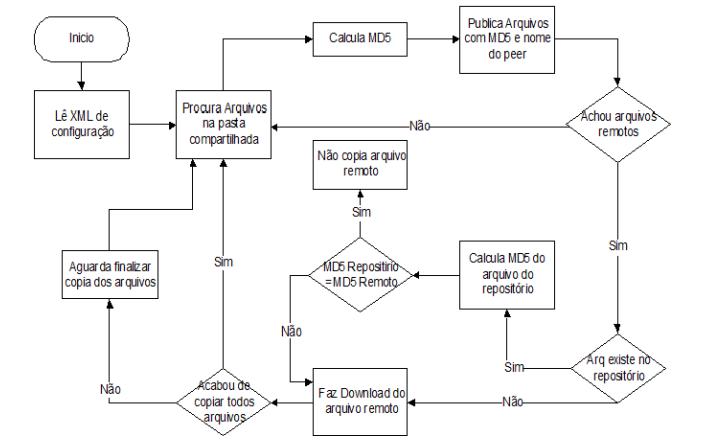 Inicio
Calcula MD5
Publica Arquivos
com MD5 e nome
do peer
Lê XML de
configuração
Procura Arquivos
na pasta
compartilhada
Achou arquivos
remotos
Não
Não copia arquivo
remoto
Sim
Sim
Sim
Aguarda finalizar
copia dos arquivos
MD5 Repositirio
=MD5 Remoto
Calcula MD5 do
arquivo do
repositório
Não
Arq existe no
repositório
Sim
Não
Acabou de
copiar todos
arquivos
Faz Download do
arquivo remoto
Não